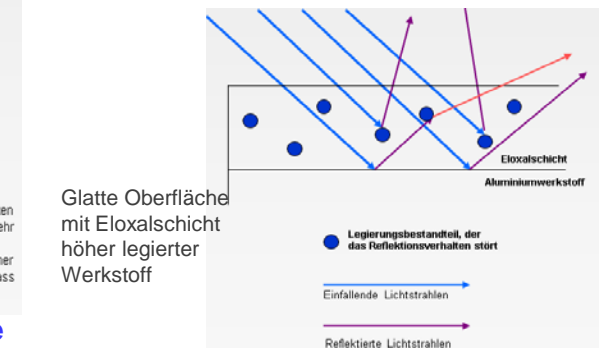 Glatte Oberfläche
mit Eloxalschicht
höher legierter
Werkstoff
Eloxalschicht
Aluminiumwerkstoff
Legierungsbestandteil, der
das Reflektionsverhalten stört
Einfallende Lichtstrahlen
Reflektierte Lichtstrahlen